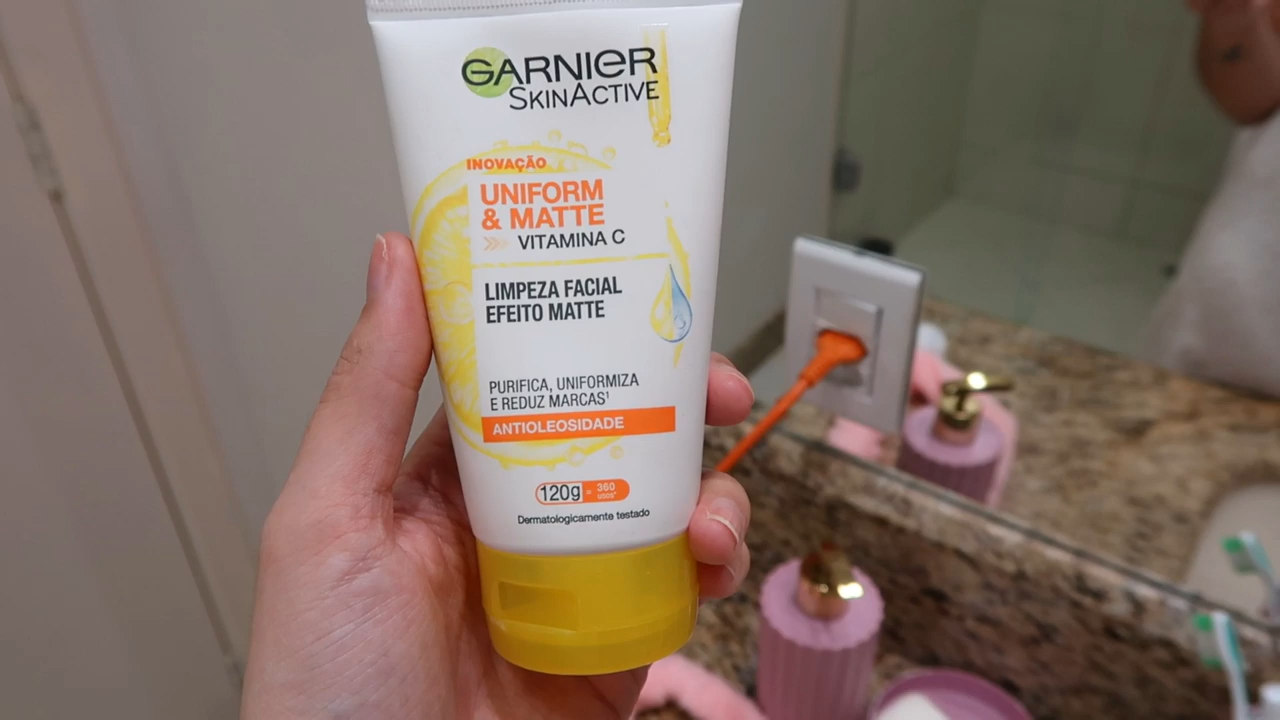 GARNIER
SKINACTIVE
INOVAÇÃO
UNIFORM
& MATTE
VITAMINA C
LIMPEZA FACIAL
EFEITO MATTE
PURIFICA, UNIFORMIZA
E REDUZ MARCAS¹
ANTIOLEOSIDADE
120g = 360
USOS*
Dermatologicamente testado